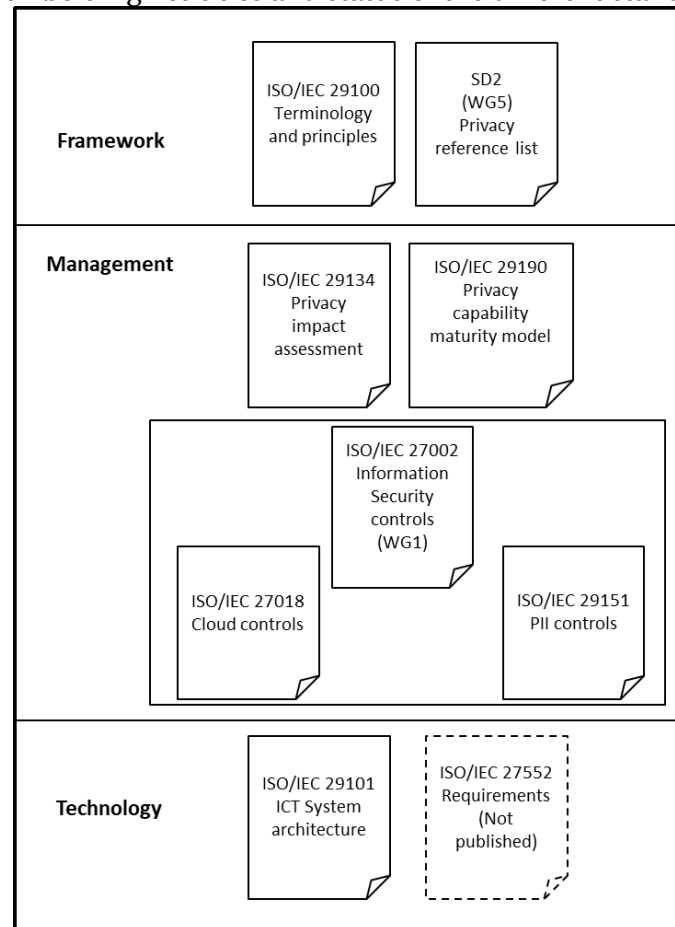 Framework
ISO/IEC 29100
Terminology
and principles
SD2
(WG5)
Privacy
reference list
Management
ISO/IEC 29134
Privacy
impact
assessment
ISO/IEC 29190
Privacy
capability
maturity model
ISO/IEC 27002
Information
Security
controls
(WG1)
ISO/IEC 27018
Cloud controls
ISO/IEC 29151
PII controls
Technology
ISO/IEC 29101
ICT System
architecture
ISO/IEC 27552
Requirements
(Not
published)